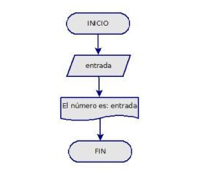 INICIO
entrada
El número es: entrada
FIN